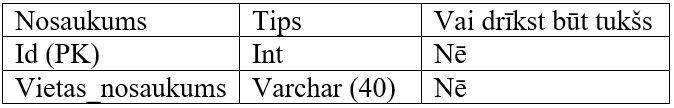 Nosaukums Tips Vai drīkst būt tukšs
Id (PK) Int Nē
Vietas_nosaukums Varchar (40) Nē